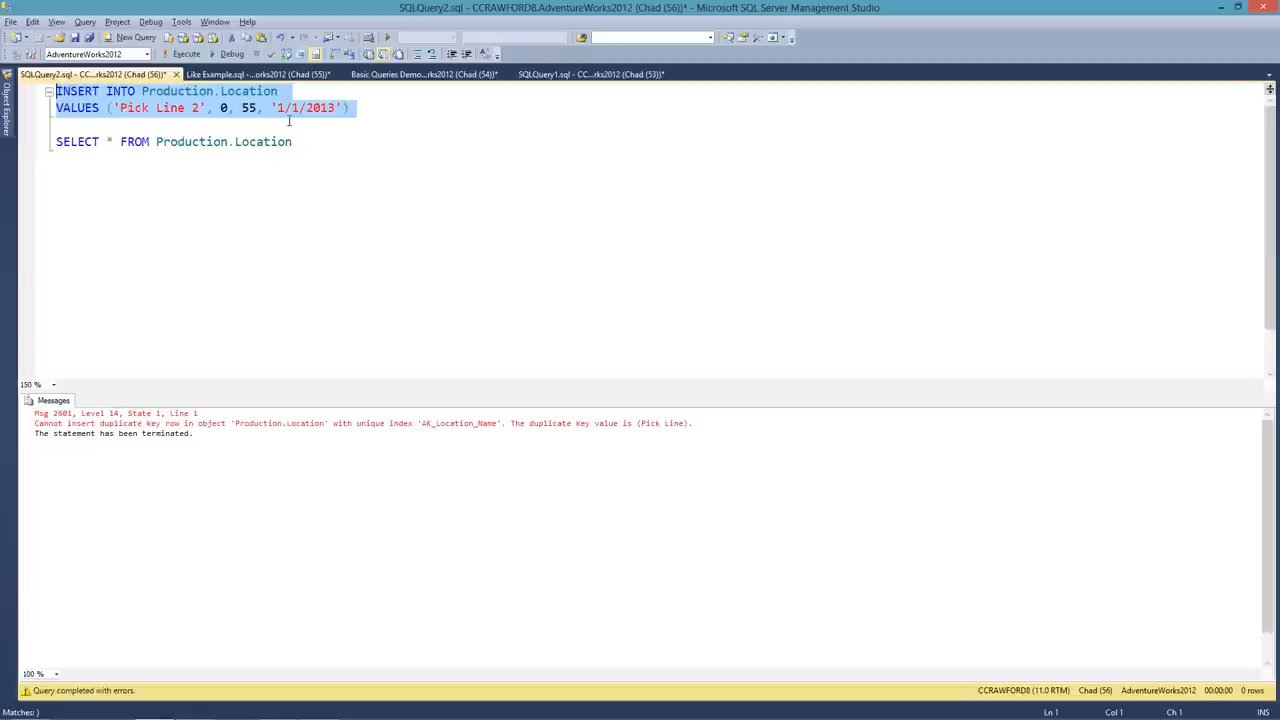 SQLQuery2.sql - CCRAWFORD8.AdventureWorks2012 (Chad (56))* - Microsoft SQL Server Management Studio
File Edit View Query Project Debug Tools Window Help
New Query
AdventureWorks2012 Execute Debug
SQLQuery2.sql - CC...rks2012 (Chad (56))* Like Example.sql -...orks2012 (Chad (55))* Basic Queries Demo...rks2012 (Chad (54))* SQLQuery1.sql - CC...rks2012 (Chad (53))*
Object Explorer
INSERT INTO Production.Location
VALUES ('Pick Line 2', 0, 55, '1/1/2013')
SELECT * FROM Production.Location
150 %
Messages
Msg 2601, Level 14, State 1, Line 1
Cannot insert duplicate key row in object 'Production.Location' with unique index 'AK_Location_Name'. The duplicate key value is (Pick Line).
The statement has been terminated.
100 %
Query completed with errors. CCRAWFORD8 (11.0 RTM) Chad (56) AdventureWorks2012 00:00:00 0 rows
Matches: ) Ln 1 Col 1 Ch 1 INS